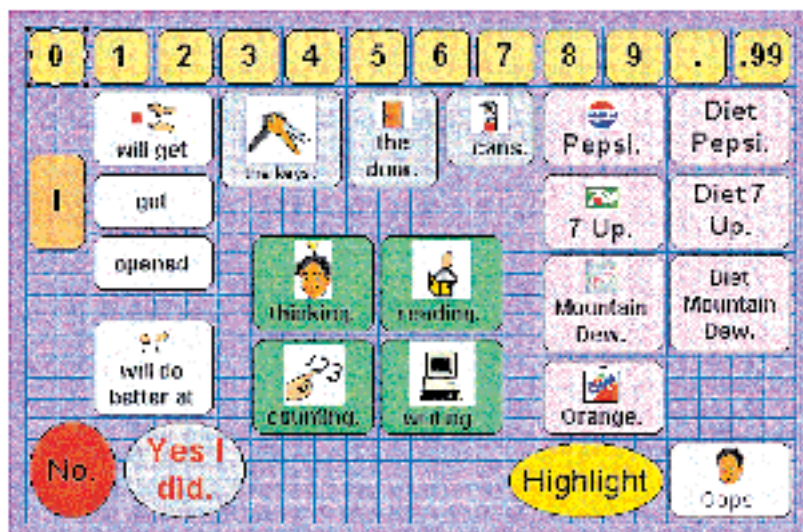 0 1 2 3 4 5 6 7 8 9 . .99
I
will get
got
opened
will do
better at
the keys.
the
door.
cans.
thinking.
reading.
counting.
writing
Pepsi.
Diet
Pepsi.
7 Up.
Diet 7
Up.
Mountain
Dew.
Diet
Mountain
Dew.
Orange.
No.
Yes I
did.
Highlight
Oops